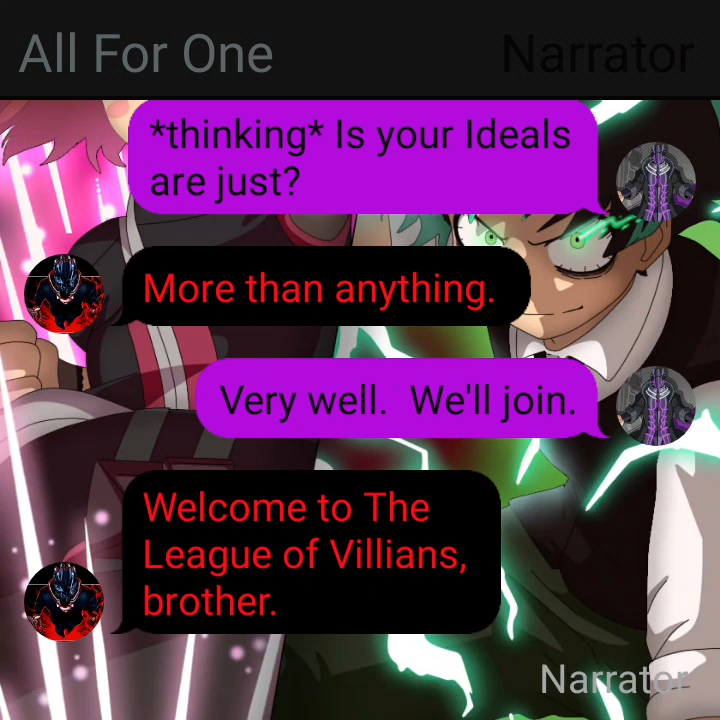 All For One
Narrator
*thinking* Is your Ideals
are just?
More than anything.
Very well.  We'll join.
Welcome to The
League of Villians,
brother.
Narrator